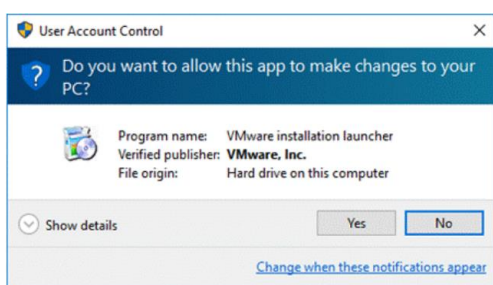 User Account Control
Do you want to allow this app to make changes to your
PC?
Program name: VMware installation launcher
Verified publisher: VMware, Inc.
File origin: Hard drive on this computer
Show details
Yes
No
Change when these notifications appear